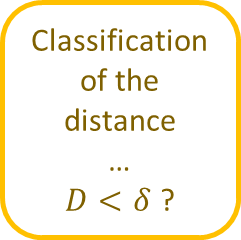 Classification
of the
distance
...
𝐷 < 𝛿 ?